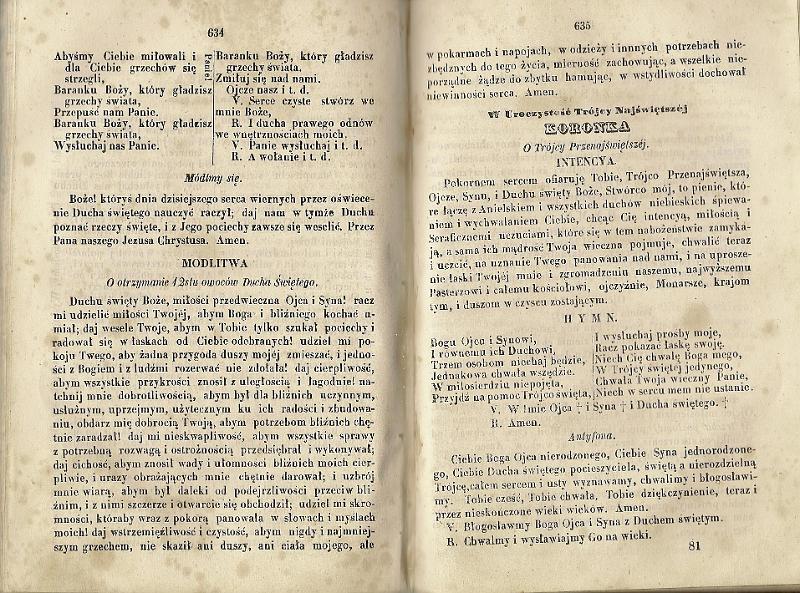 634
Abyśmy Ciebie miłowali i
dla Ciebie grzechów się
strzegli,
Baranku Boży, który gładzisz
grzechy świata,
Przepuść nam Panie.
Baranku Boży, który gładzisz
grzechy świata,
Wysłuchaj nas Panie.
Baranku Boży, który gładzisz
grzechy świata,
Zmiłuj się nad nami.
Ojcze nasz i t. d.
V. Serce czyste stwórz we
mnie Boże,
R. I ducha prawego odnów
we wnętrznościach moich.
V. Panie wysłuchaj i t. d.
R. A wołanie i t. d.
Módlmy się.
Boże! któryś dnia dzisiejszego serca wiernych przez oświece-
nie Ducha świętego nauczyć raczył; daj nam w tymże Duchu
poznać rzeczy święte, i z Jego pociechy zawsze się weselić. Przez
Pana naszego Jezusa Chrystusa. Amen.
MODLITWA
O otrzymanie 12stu owoców Ducha Świętego.
Duchu święty Boże, miłości przedwieczna Ojca i Syna! racz
mi udzielić miłości Twojéj, abym Boga i bliźniego kochać u-
miał; daj wesele Twoje, abym w Tobie tylko szukał pociechy i
radował się w łaskach od Ciebie odebranych! udziel mi po-
koju Twego, aby żadna przygoda duszy mojéj zmieszać, i jedno-
ści z Bogiem i z ludźmi rozerwać nie zdołała! daj cierpliwość,
abym wszystkie przykrości znosił z uległością i łagodnie! na-
tchnij mnie dobrotliwością, abym był dla bliźnich uczynnym,
usłużnym, uprzejmym, użytecznym ku ich radości i zbudowa-
niu, obdarz mię dobrocią Twoją, abym potrzebom bliźnich chę-
tnie zaradzał! daj mi nieskwapliwość, abym wszystkie sprawy
z potrzebną rozwagą i ostrożnością przedsiębrał i wykonywał;
daj cichość, abym znosił wady i ułomności bliźnich moich cier-
pliwie, i urazy obrażających mnie chętnie darował; i uzbrój
mnie wiarą, abym był daleki od podejrzliwości przeciw bli-
źnim, i z nimi szczerze i otwarcie się obchodził; udziel mi skro-
mności, któraby wraz z pokorą panowała w słowach i myślach
moich! daj wstrzemięźliwość i czystość, abym nigdy i najmniej-
szym grzechem, nie skaził ani duszy, ani ciała mojego, ale
635
w pokarmach i napojach, w odzieży i innnych potrzebach nie-
zbędnych do tego życia, mierność zachowując, a wszelkie nie-
porządne żądze do zbytku hamując, w wstydliwości dochował
niewinności serca. Amen.
W Uroczystość Trójcy Najświętszéj
KORONKA
O Trójcy Przenajświętszéj.
INTENCYA.
Pokornem sercem ofiaruję Tobie, Trójco Przenajświętsza,
Ojcze, Synu, i Duchu święty Boże, Stwórco mój, to pienie, któ-
re łączę z Anielskiem i wszystkich duchów niebieskich śpiewa-
niem i wychwalaniem Ciebie, chcąc Cię intencyą, miłością i
Seraficznemi uczuciami, które się w tem nabożeństwie zamyka-
ją, a sama ich mądrość Twoja wieczna pojmuje, chwalić teraz
i uczcić, na uznanie Twego panowania nad nami, i na uprosze-
nie łaski Twojéj mnie i zgromadzeniu naszemu, najwyższemu
Pasterzowi i całemu kościołowi, ojczyźnie, Monarsze, krajom
tym, i duszom w czyscu zostającym.
HYMN.
Bogu Ojcu i Synowi,
I równemu ich Duchowi,
Trzem osobom niechaj będzie,
Jednakowa chwała wszędzie.
W miłosierdziu niepojęta,
Przyjdź na pomoc Trójco święta,
I wysłuchaj prośby moje,
Racz pokazać łaskę swoję.
Niech Cię chwalę Boga mego,
W Trójcy świętej jedynego,
Chwała Twoja wieczny Panie,
Niech w sercu mem nie ustanie.
V. W Imie Ojca † i Syna † i Ducha świętego. †
R. Amen.
Antyfona.
Ciebie Boga Ojca nierodzonego, Ciebie Syna jednorodzone-
go, Ciebie Ducha świętego pocieszyciela, świętą a nierozdzielną
Trójcę, całem sercem i usty wyznawamy, chwalimy i błogosławi-
my. Tobie cześć, Tobie chwała, Tobie dziękczynienie, teraz i
przez nieskończone wieki wieków. Amen.
V. Błogosławmy Boga Ojca i Syna z Duchem świętym.
R. Chwalmy i wysławiajmy Go na wieki.
81